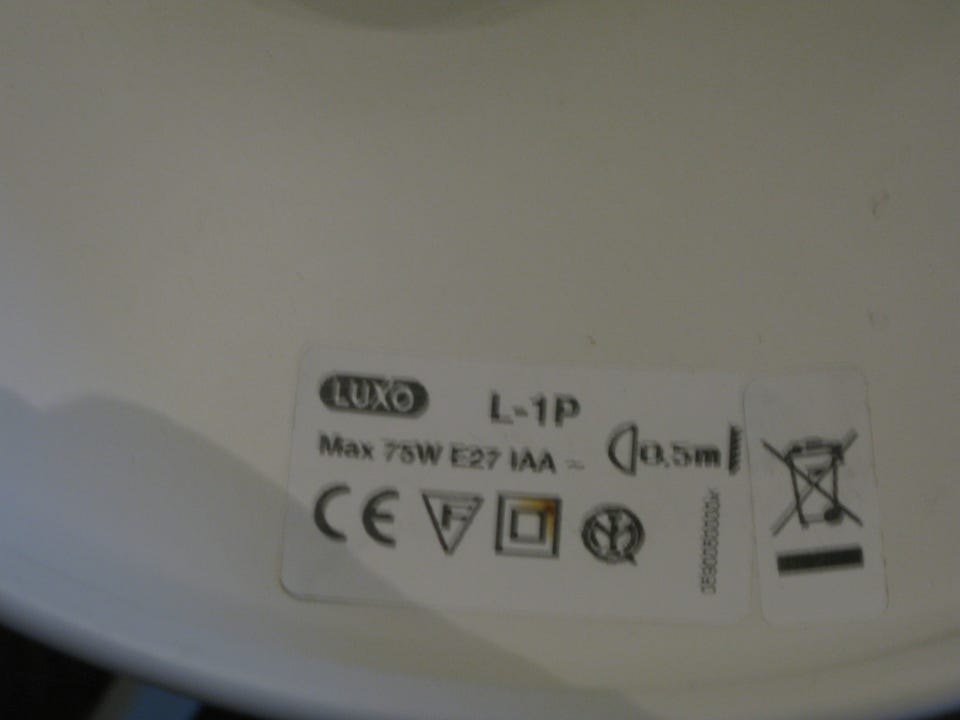 LUXO
L-1P
Max 75W E27 IAA ~
0.5m
CE
F